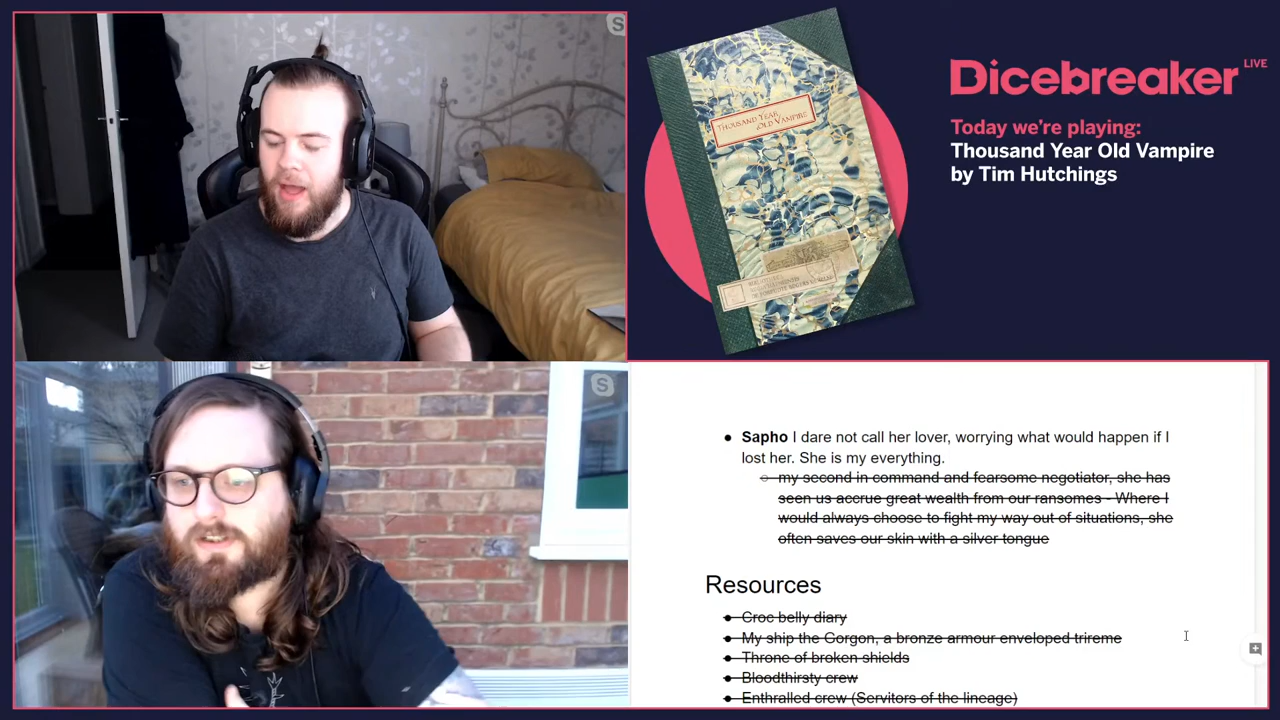 Dicebreaker LIVE
Today we're playing:
Thousand Year Old Vampire
by Tim Hutchings
THOUSAND YEAR
OLD VAMPIRE
S
S
● Sapho I dare not call her lover, worrying what would happen if I
lost her. She is my everything.
○ my second in command and fearsome negotiator, she has
seen us accrue great wealth from our ransomes - Where I
would always choose to fight my way out of situations, she
often saves our skin with a silver tongue
Resources
● Croc belly diary
● My ship the Gorgon, a bronze armour enveloped trireme
● Throne of broken shields
● Bloodthirsty crew
● Enthralled crew (Servitors of the lineage)